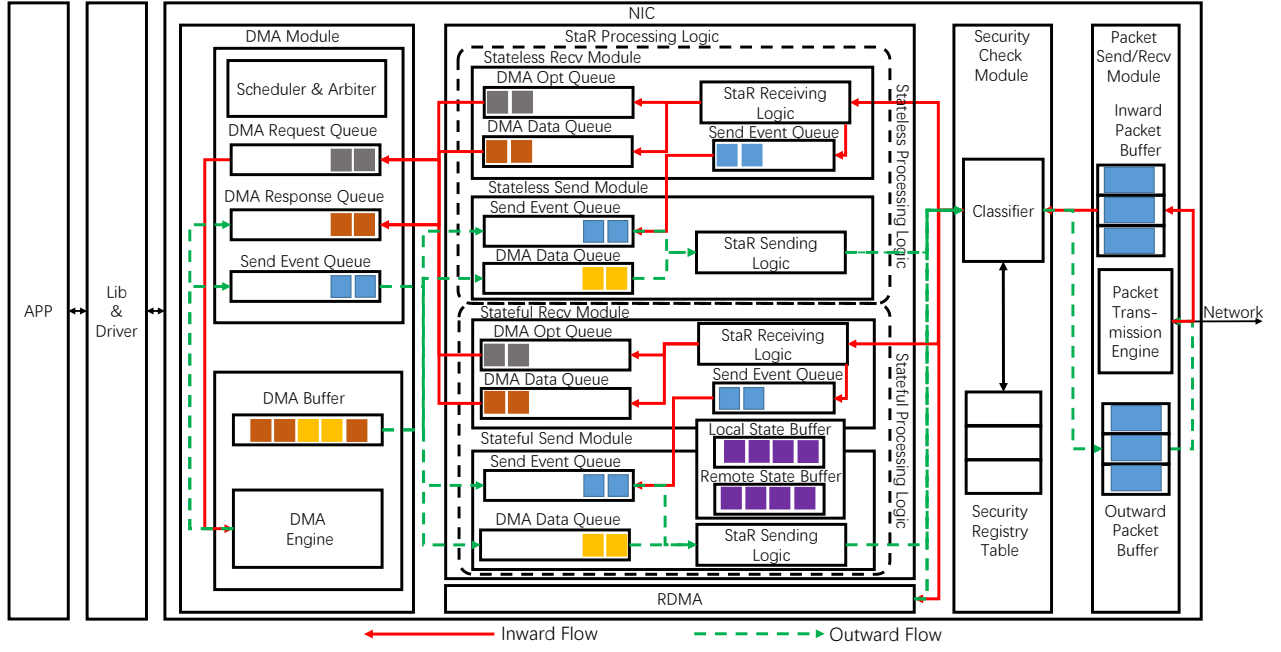 NIC
APP
Lib
&
Driver
DMA Module
Scheduler & Arbiter
DMA Request Queue
DMA Response Queue
Send Event Queue
DMA Buffer
DMA
Engine
StaR Processing Logic
Stateless Recv Module
DMA Opt Queue
DMA Data Queue
StaR Receiving
Logic
Send Event Queue
Stateless Send Module
Send Event Queue
DMA Data Queue
StaR Sending
Logic
Stateless Processing Logic
Stateful Recv Module
DMA Opt Queue
DMA Data Queue
StaR Receiving
Logic
Send Event Queue
Local State Buffer
Remote State Buffer
Stateful Send Module
Send Event Queue
DMA Data Queue
StaR Sending
Logic
Stateful Processing Logic
RDMA
Security
Check
Module
Classifier
Security
Registry
Table
Packet
Send/Recv
Module
Inward
Packet
Buffer
Packet
Trans-
mission
Engine
Outward
Packet
Buffer
Network
Inward Flow
Outward Flow